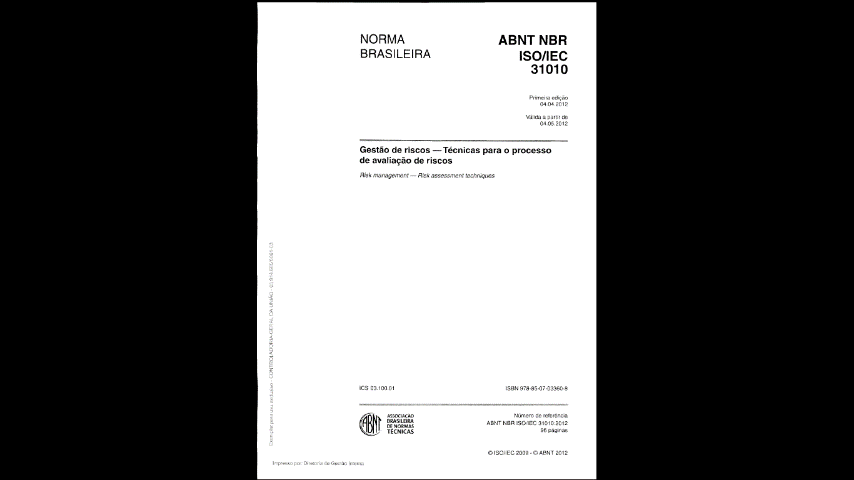 NORMA
BRASILEIRA
ABNT NBR
ISO/IEC
31010
Primeira edição
04.04.2012
Válida a partir de
04.05.2012
Gestão de riscos — Técnicas para o processo
de avaliação de riscos
Risk management — Risk assessment techniques
ICS 03.100.01
ISBN 978-85-07-03360-8
ABNT
ASSOCIAÇÃO
BRASILEIRA
DE NORMAS
TÉCNICAS
Número de referência
ABNT NBR ISO/IEC 31010:2012
96 páginas
© ISO/IEC 2009 - © ABNT 2012
Impresso por: Diretoria de Gestão Interna
Exemplar para uso exclusivo - CONTROLADORIA-GERAL DA UNIÃO -